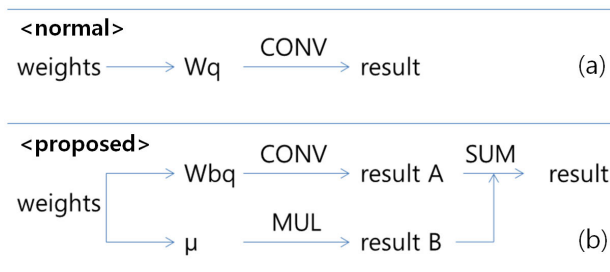 <normal>
CONV
weights Wq result (a)
<proposed>
CONV SUM
Wbq result A result
weights
MUL
μ result B (b)